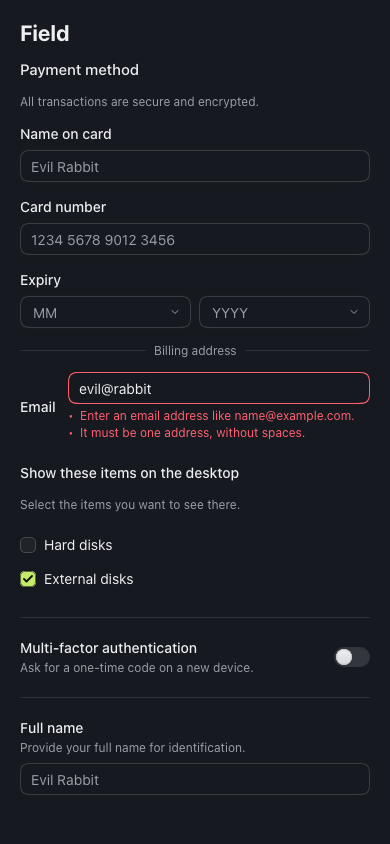 Field
Payment method
All transactions are secure and encrypted.
Name on card
Evil Rabbit
Card number
1234 5678 9012 3456
Expiry
MM
YYYY
Billing address
Email
evil@rabbit
• Enter an email address like name@example.com.
• It must be one address, without spaces.
Show these items on the desktop
Select the items you want to see there.
Hard disks
External disks
Multi-factor authentication
Ask for a one-time code on a new device.
Full name
Provide your full name for identification.
Evil Rabbit